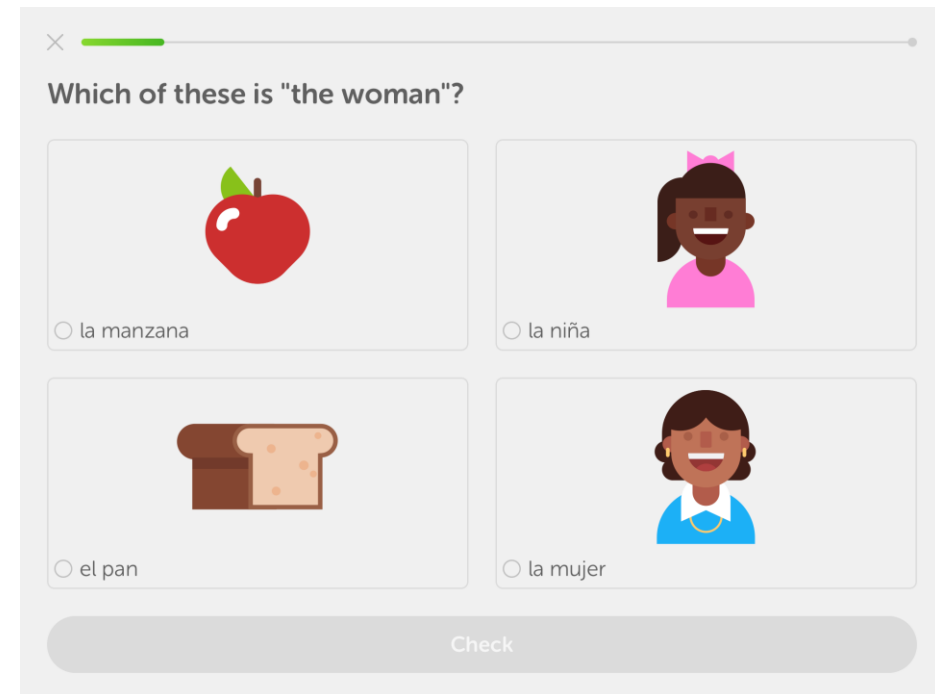 Which of these is "the woman"?
la manzana
la niña
el pan
la mujer
Check